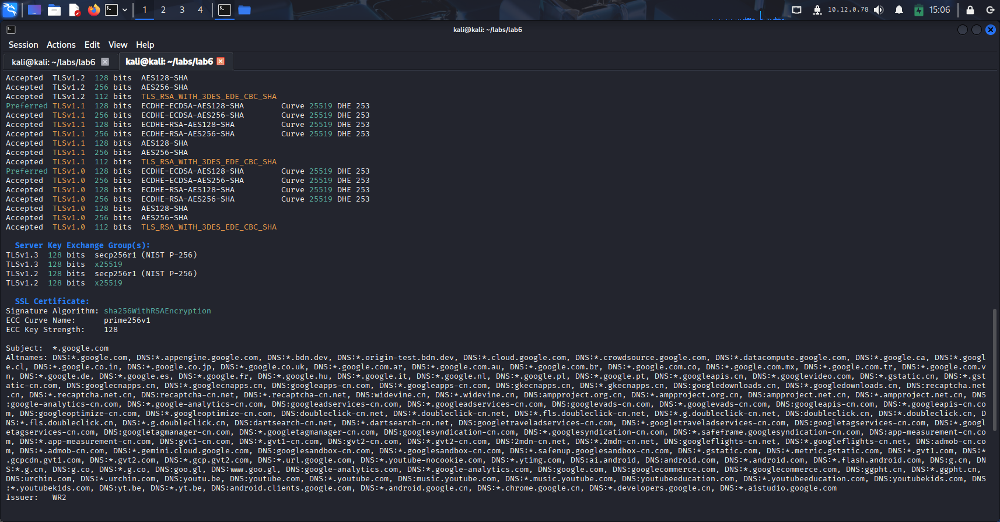 1 2 3 4 10.12.0.78 15:06
kali@kali: ~/labs/lab6
Session Actions Edit View Help
kali@kali: ~/labs/lab6 kali@kali: ~/labs/lab6
Accepted TLSv1.2 128 bits AES128-SHA
Accepted TLSv1.2 256 bits AES256-SHA
Accepted TLSv1.2 112 bits TLS_RSA_WITH_3DES_EDE_CBC_SHA
Preferred TLSv1.1 128 bits ECDHE-ECDSA-AES128-SHA Curve 25519 DHE 253
Accepted TLSv1.1 256 bits ECDHE-ECDSA-AES256-SHA Curve 25519 DHE 253
Accepted TLSv1.1 128 bits ECDHE-RSA-AES128-SHA Curve 25519 DHE 253
Accepted TLSv1.1 256 bits ECDHE-RSA-AES256-SHA Curve 25519 DHE 253
Accepted TLSv1.1 128 bits AES128-SHA
Accepted TLSv1.1 256 bits AES256-SHA
Accepted TLSv1.1 112 bits TLS_RSA_WITH_3DES_EDE_CBC_SHA
Preferred TLSv1.0 128 bits ECDHE-ECDSA-AES128-SHA Curve 25519 DHE 253
Accepted TLSv1.0 256 bits ECDHE-ECDSA-AES256-SHA Curve 25519 DHE 253
Accepted TLSv1.0 128 bits ECDHE-RSA-AES128-SHA Curve 25519 DHE 253
Accepted TLSv1.0 256 bits ECDHE-RSA-AES256-SHA Curve 25519 DHE 253
Accepted TLSv1.0 128 bits AES128-SHA
Accepted TLSv1.0 256 bits AES256-SHA
Accepted TLSv1.0 112 bits TLS_RSA_WITH_3DES_EDE_CBC_SHA
Server Key Exchange Group(s):
TLSv1.3 128 bits secp256r1 (NIST P-256)
TLSv1.3 128 bits x25519
TLSv1.2 128 bits secp256r1 (NIST P-256)
TLSv1.2 128 bits x25519
SSL Certificate:
Signature Algorithm: sha256WithRSAEncryption
ECC Curve Name: prime256v1
ECC Key Strength: 128
Subject: *.google.com
Altnames: DNS:*.google.com, DNS:*.appengine.google.com, DNS:*.bdn.dev, DNS:*.origin-test.bdn.dev, DNS:*.cloud.google.com, DNS:*.crowdsource.google.com, DNS:*.datacompute.google.com, DNS:*.google.ca, DNS:*.googl
e.cl, DNS:*.google.co.in, DNS:*.google.co.jp, DNS:*.google.co.uk, DNS:*.google.com.ar, DNS:*.google.com.au, DNS:*.google.com.br, DNS:*.google.com.co, DNS:*.google.com.mx, DNS:*.google.com.tr, DNS:*.google.com.v
n, DNS:*.google.de, DNS:*.google.es, DNS:*.google.fr, DNS:*.google.hu, DNS:*.google.it, DNS:*.google.nl, DNS:*.google.pl, DNS:*.google.pt, DNS:*.googleapis.cn, DNS:*.googlevideo.com, DNS:*.gstatic.cn, DNS:*.gst
atic-cn.com, DNS:googlecnapps.cn, DNS:*.googlecnapps.cn, DNS:googleapps-cn.com, DNS:*.googleapps-cn.com, DNS:gkecnapps.cn, DNS:*.gkecnapps.cn, DNS:googledownloads.cn, DNS:*.googledownloads.cn, DNS:recaptcha.net
.cn, DNS:*.recaptcha.net.cn, DNS:recaptcha-cn.net, DNS:*.recaptcha-cn.net, DNS:widevine.cn, DNS:*.widevine.cn, DNS:ampproject.org.cn, DNS:*.ampproject.org.cn, DNS:ampproject.net.cn, DNS:*.ampproject.net.cn, DNS
:google-analytics-cn.com, DNS:*.google-analytics-cn.com, DNS:googleadservices-cn.com, DNS:*.googleadservices-cn.com, DNS:googlevads-cn.com, DNS:*.googlevads-cn.com, DNS:googleapis-cn.com, DNS:*.googleapis-cn.co
m, DNS:googleoptimize-cn.com, DNS:*.googleoptimize-cn.com, DNS:doubleclick-cn.net, DNS:*.doubleclick-cn.net, DNS:*.fls.doubleclick-cn.net, DNS:*.g.doubleclick-cn.net, DNS:doubleclick.cn, DNS:*.doubleclick.cn, D
NS:*.fls.doubleclick.cn, DNS:*.g.doubleclick.cn, DNS:dartsearch-cn.net, DNS:*.dartsearch-cn.net, DNS:googletraveladservices-cn.com, DNS:*.googletraveladservices-cn.com, DNS:googletagservices-cn.com, DNS:*.googl
etagservices-cn.com, DNS:googletagmanager-cn.com, DNS:*.googletagmanager-cn.com, DNS:googlesyndication-cn.com, DNS:*.googlesyndication-cn.com, DNS:*.safeframe.googlesyndication-cn.com, DNS:app-measurement-cn.co
m, DNS:*.app-measurement-cn.com, DNS:gvt1-cn.com, DNS:*.gvt1-cn.com, DNS:gvt2-cn.com, DNS:*.gvt2-cn.com, DNS:2mdn-cn.net, DNS:*.2mdn-cn.net, DNS:googleflights-cn.net, DNS:*.googleflights-cn.net, DNS:admob-cn.co
m, DNS:*.admob-cn.com, DNS:*.gemini.cloud.google.com, DNS:googlesandbox-cn.com, DNS:*.googlesandbox-cn.com, DNS:*.safenup.googlesandbox-cn.com, DNS:*.gstatic.com, DNS:*.metric.gstatic.com, DNS:*.gvt1.com, DNS:*
.gcpcdn.gvt1.com, DNS:*.gvt2.com, DNS:*.gcp.gvt2.com, DNS:*.url.google.com, DNS:*.youtube-nocookie.com, DNS:*.ytimg.com, DNS:ai.android, DNS:android.com, DNS:*.android.com, DNS:*.flash.android.com, DNS:g.cn, DN
S:*.g.cn, DNS:g.co, DNS:*.g.co, DNS:goo.gl, DNS:www.goo.gl, DNS:google-analytics.com, DNS:*.google-analytics.com, DNS:google.com, DNS:googlecommerce.com, DNS:*.googlecommerce.com, DNS:ggpht.cn, DNS:*.ggpht.cn,
DNS:urchin.com, DNS:*.urchin.com, DNS:youtu.be, DNS:youtube.com, DNS:*.youtube.com, DNS:music.youtube.com, DNS:*.music.youtube.com, DNS:youtubeeducation.com, DNS:*.youtubeeducation.com, DNS:youtubekids.com, DNS
:*.youtubekids.com, DNS:yt.be, DNS:*.yt.be, DNS:android.clients.google.com, DNS:*.android.google.cn, DNS:*.chrome.google.cn, DNS:*.developers.google.cn, DNS:*.aistudio.google.com
Issuer: WR2